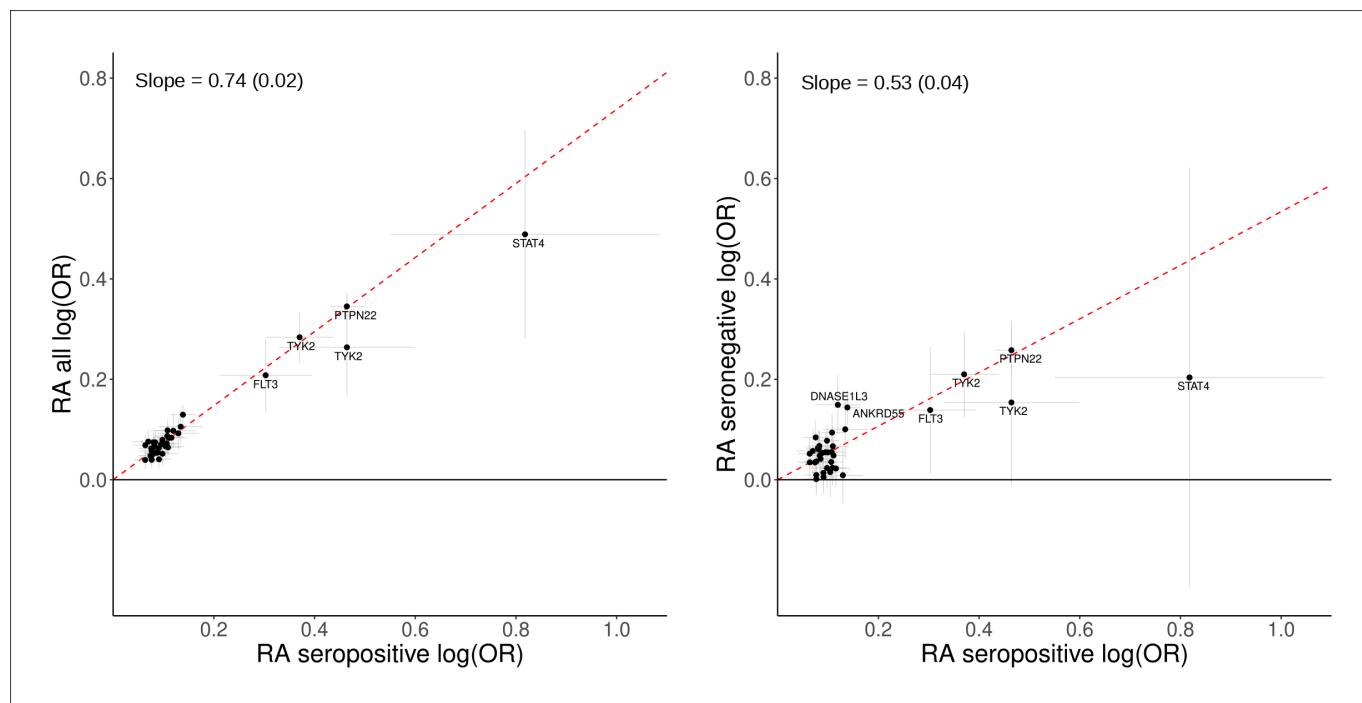 Slope = 0.74 (0.02)
0.8
0.6
0.4
0.2
0.0
RA all log(OR)
STAT4
PTPN22
TYK2
TYK2
FLT3
0.2
0.4
0.6
0.8
1.0
RA seropositive log(OR)
Slope = 0.53 (0.04)
0.8
0.6
0.4
0.2
0.0
RA seronegative log(OR)
PTPN22
TYK2
STAT4
DNASE1L3
ANKRD55
FLT3
TYK2
0.2
0.4
0.6
0.8
1.0
RA seropositive log(OR)